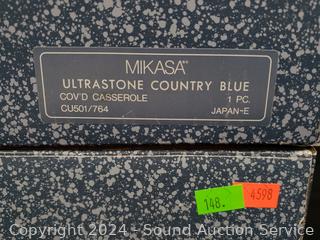 MIKASA
ULTRASTONE COUNTRY BLUE
COV'D CASSEROLE 1 PC.
CU501/764 JAPAN-E
148. 4598
Copyright 2024 - Sound Auction Service